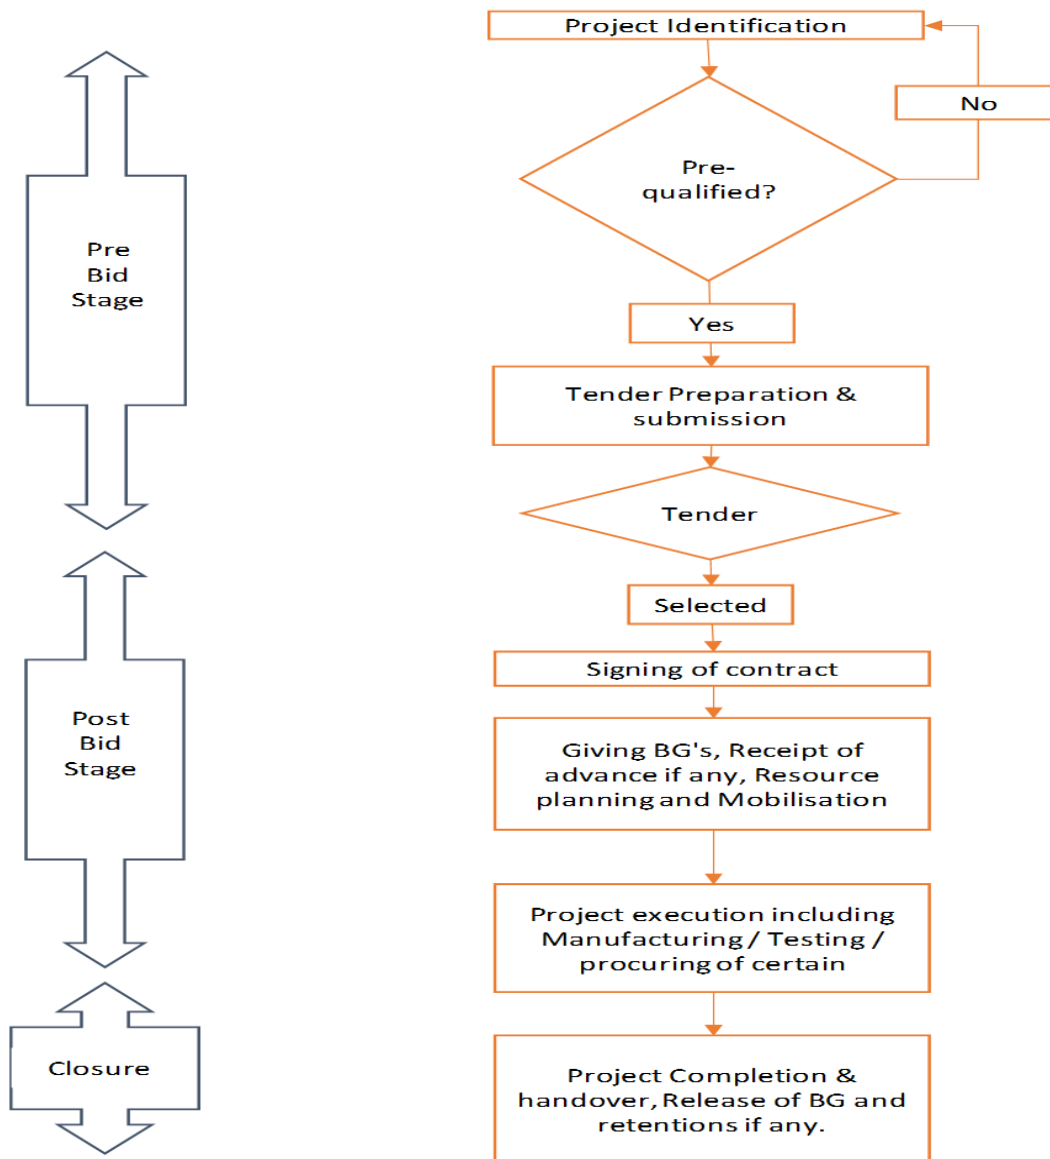 Project Identification
No
Pre-
qualified?
Pre
Bid
Stage
Yes
Tender Preparation &
submission
Tender
Selected
Signing of contract
Post
Bid
Stage
Giving BG's, Receipt of
advance if any, Resource
planning and Mobilisation
Project execution including
Manufacturing / Testing /
procuring of certain
Closure
Project Completion &
handover, Release of BG and
retentions if any.